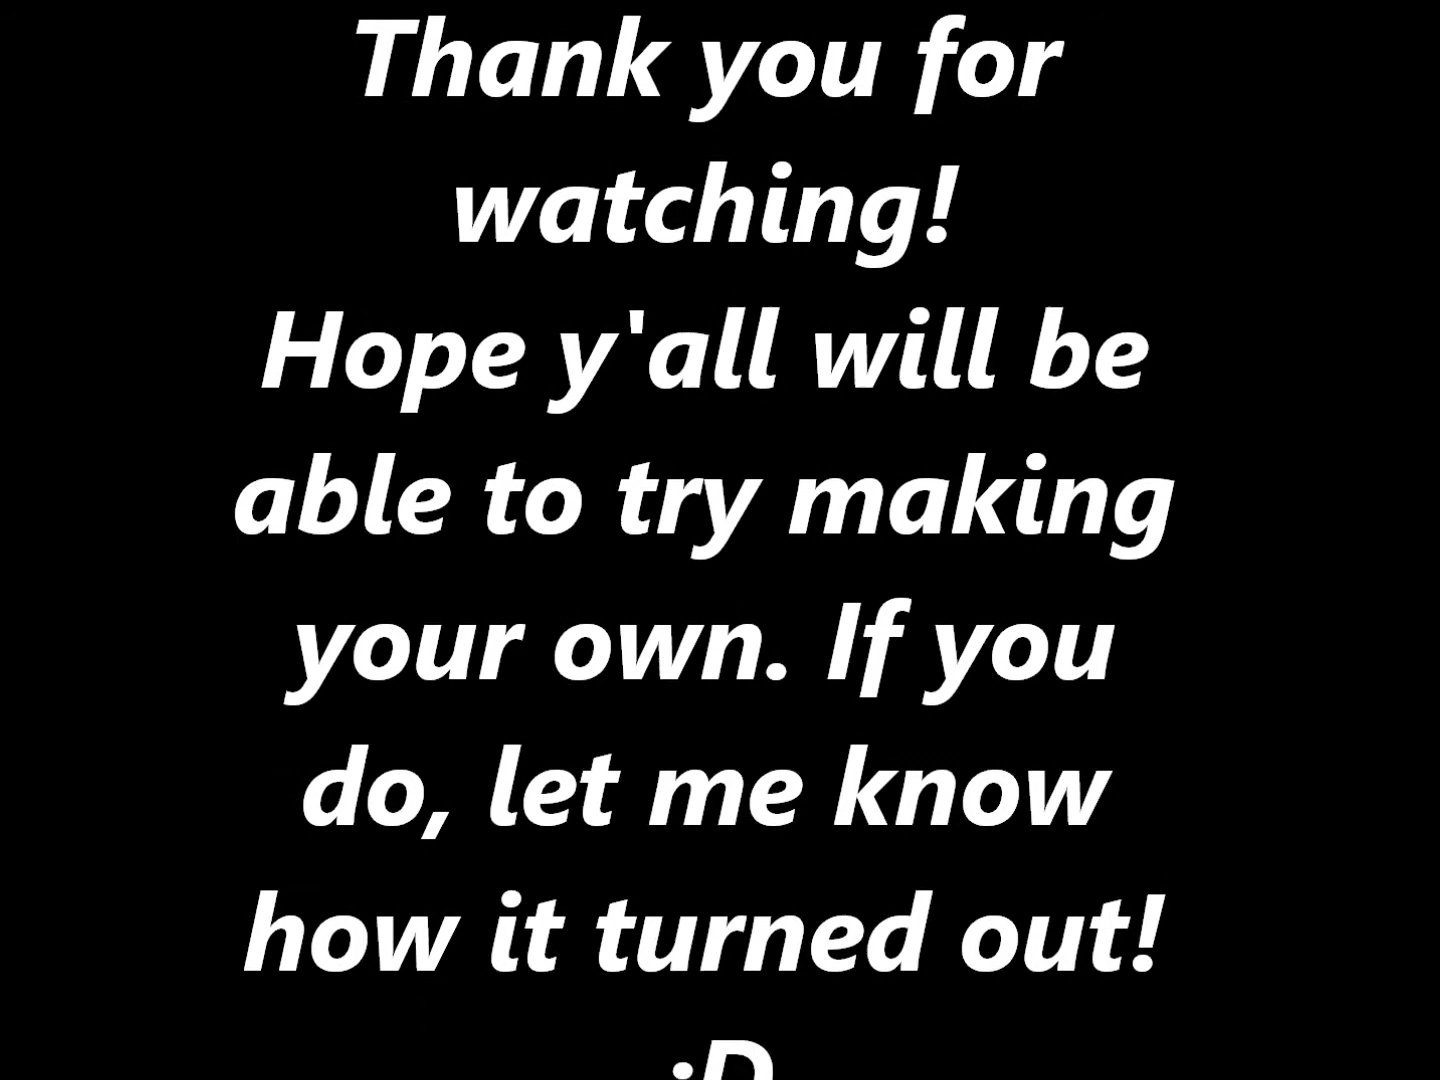 Thank you for
watching!
Hope y'all will be
able to try making
your own. If you
do, let me know
how it turned out!
:D